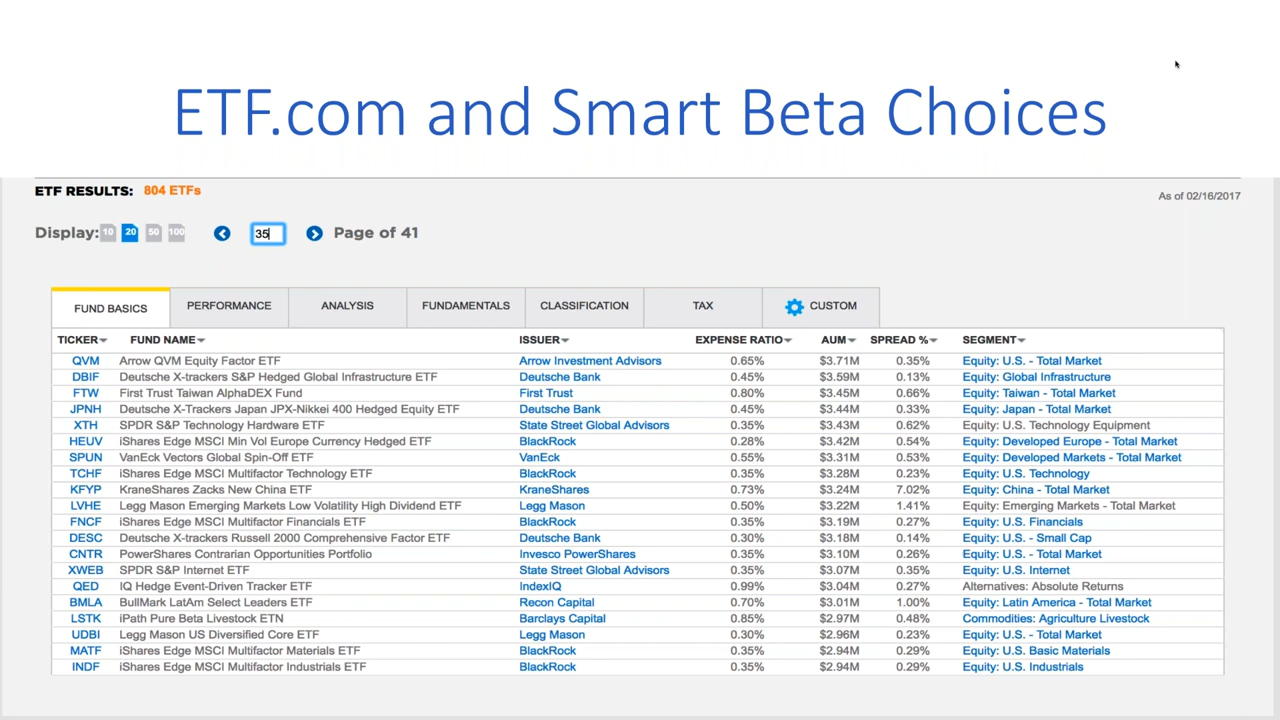 ETF.com and Smart Beta Choices
ETF RESULTS: 804 ETFs
As of 02/16/2017
Display: 10 20 50 100 35 Page of 41
FUND BASICS PERFORMANCE ANALYSIS FUNDAMENTALS CLASSIFICATION TAX CUSTOM
TICKER FUND NAME ISSUER EXPENSE RATIO AUM SPREAD % SEGMENT
QVM Arrow QVM Equity Factor ETF Arrow Investment Advisors 0.65% $3.71M 0.35% Equity: U.S. - Total Market
DBIF Deutsche X-trackers S&P Hedged Global Infrastructure ETF Deutsche Bank 0.45% $3.59M 0.13% Equity: Global Infrastructure
FTW First Trust Taiwan AlphaDEX Fund First Trust 0.80% $3.45M 0.66% Equity: Taiwan - Total Market
JPNH Deutsche X-Trackers Japan JPX-Nikkei 400 Hedged Equity ETF Deutsche Bank 0.45% $3.44M 0.33% Equity: Japan - Total Market
XTH SPDR S&P Technology Hardware ETF State Street Global Advisors 0.35% $3.43M 0.62% Equity: U.S. Technology Equipment
HEUV iShares Edge MSCI Min Vol Europe Currency Hedged ETF BlackRock 0.28% $3.42M 0.54% Equity: Developed Europe - Total Market
SPUN VanEck Vectors Global Spin-Off ETF VanEck 0.55% $3.31M 0.53% Equity: Developed Markets - Total Market
TCHF iShares Edge MSCI Multifactor Technology ETF BlackRock 0.35% $3.28M 0.23% Equity: U.S. Technology
KFYP KraneShares Zacks New China ETF KraneShares 0.73% $3.24M 7.02% Equity: China - Total Market
LVHE Legg Mason Emerging Markets Low Volatility High Dividend ETF Legg Mason 0.50% $3.22M 1.41% Equity: Emerging Markets - Total Market
FNCF iShares Edge MSCI Multifactor Financials ETF BlackRock 0.35% $3.19M 0.27% Equity: U.S. Financials
DESC Deutsche X-trackers Russell 2000 Comprehensive Factor ETF Deutsche Bank 0.30% $3.18M 0.14% Equity: U.S. - Small Cap
CNTR PowerShares Contrarian Opportunities Portfolio Invesco PowerShares 0.35% $3.10M 0.26% Equity: U.S. - Total Market
XWEB SPDR S&P Internet ETF State Street Global Advisors 0.35% $3.07M 0.35% Equity: U.S. Internet
QED IQ Hedge Event-Driven Tracker ETF IndexIQ 0.99% $3.04M 0.27% Alternatives: Absolute Returns
BMLA BullMark LatAm Select Leaders ETF Recon Capital 0.70% $3.01M 1.00% Equity: Latin America - Total Market
LSTK iPath Pure Beta Livestock ETN Barclays Capital 0.85% $2.97M 0.48% Commodities: Agriculture Livestock
UDBI Legg Mason US Diversified Core ETF Legg Mason 0.30% $2.96M 0.23% Equity: U.S. - Total Market
MATF iShares Edge MSCI Multifactor Materials ETF BlackRock 0.35% $2.94M 0.29% Equity: U.S. Basic Materials
INDF iShares Edge MSCI Multifactor Industrials ETF BlackRock 0.35% $2.94M 0.29% Equity: U.S. Industrials